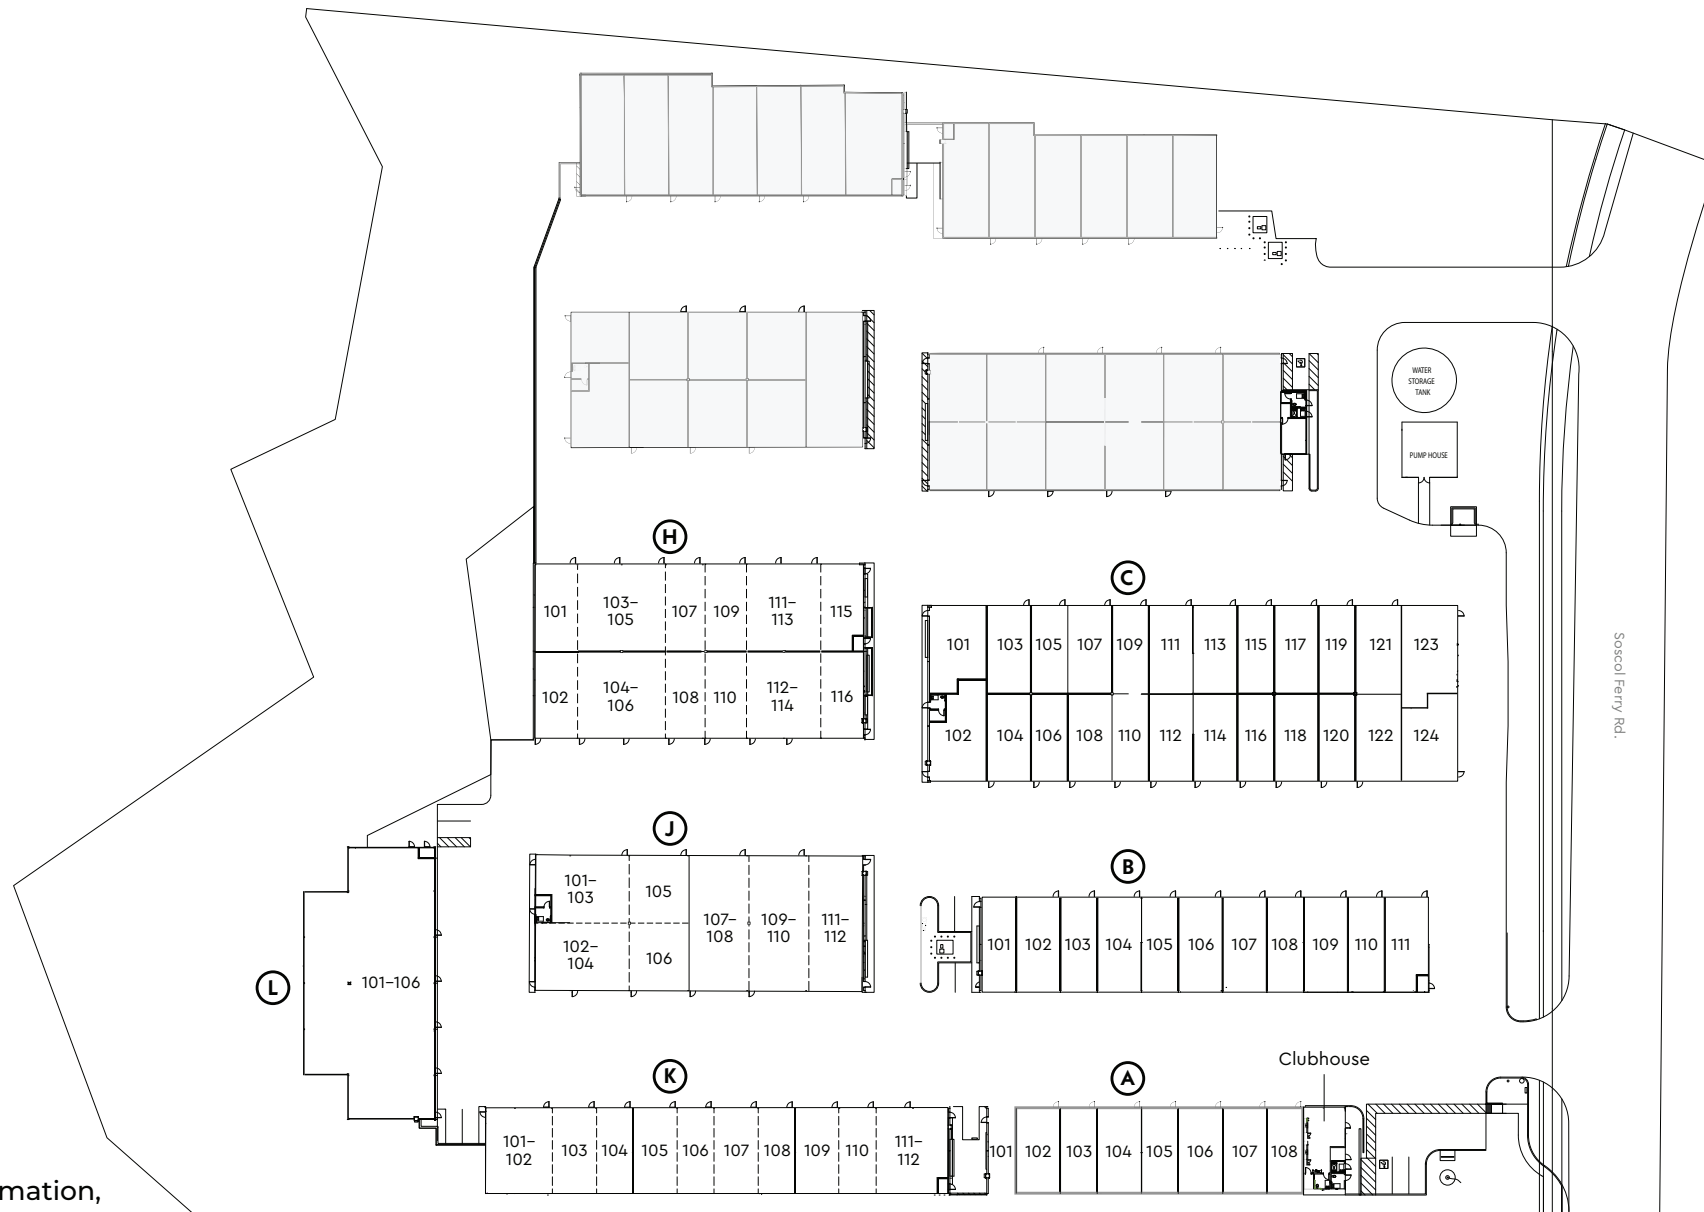 WATER
STORAGE
TANK
PUMP HOUSE
H
101 103– 107 109 111– 115
105 113
102 104– 108 110 112– 116
106 114
C
101 103 105 107 109 111 113 115 117 119 121 123
102 104 106 108 110 112 114 116 118 120 122 124
Soscol Ferry Rd.
J
101–
103
105
102–
104
106
107–
108
109–
110
111–
112
B
101 102 103 104 105 106 107 108 109 110 111
L
101–106
K
101–
102
103 104 105 106 107 108 109 110
111–
112
A
Clubhouse
101 102 103 104 105 106 107 108
mation,